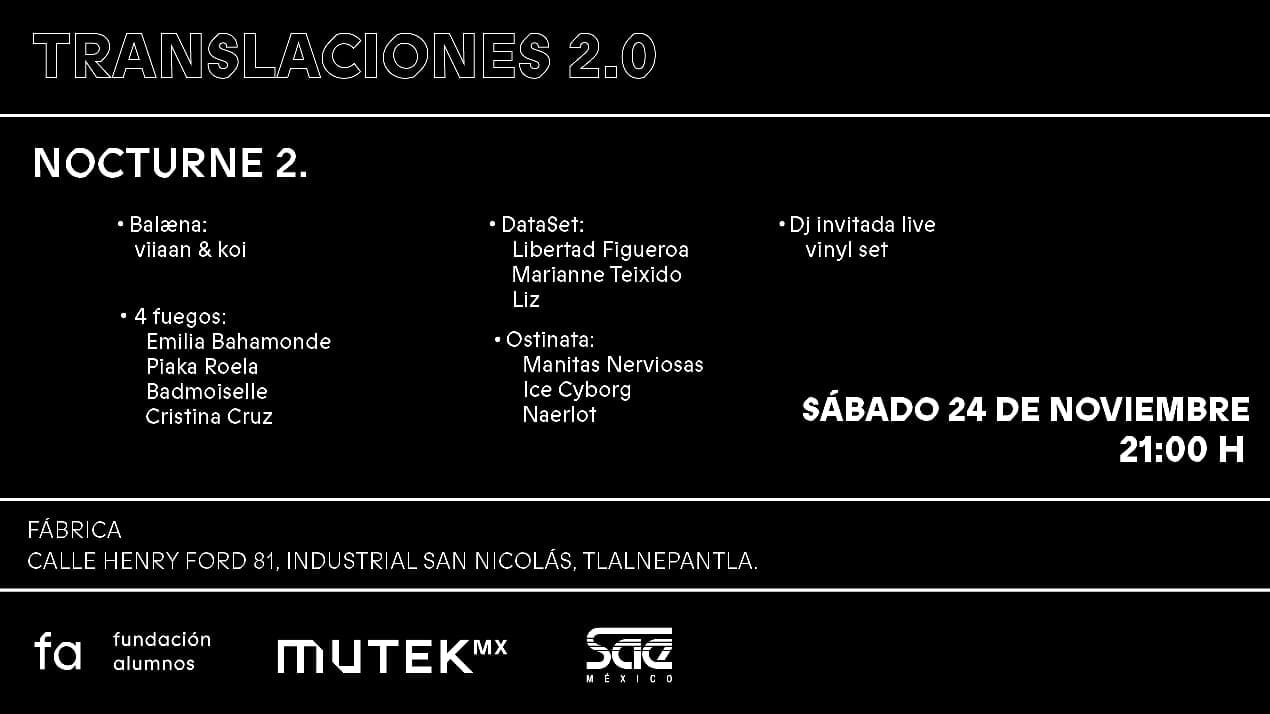 TRANSLACIONES 2.0
NOCTURNE 2.
• Balæna:
viiaan & koi
• 4 fuegos:
Emilia Bahamonde
Piaka Roela
Badmoiselle
Cristina Cruz
• DataSet:
Libertad Figueroa
Marianne Teixido
Liz
• Ostinata:
Manitas Nerviosas
Ice Cyborg
Naerlot
• Dj invitada live
vinyl set
SÁBADO 24 DE NOVIEMBRE
21:00 H
FÁBRICA
CALLE HENRY FORD 81, INDUSTRIAL SAN NICOLÁS, TLALNEPANTLA.
fa
fundación
alumnos
MUTEK MX
sae
MÉXICO